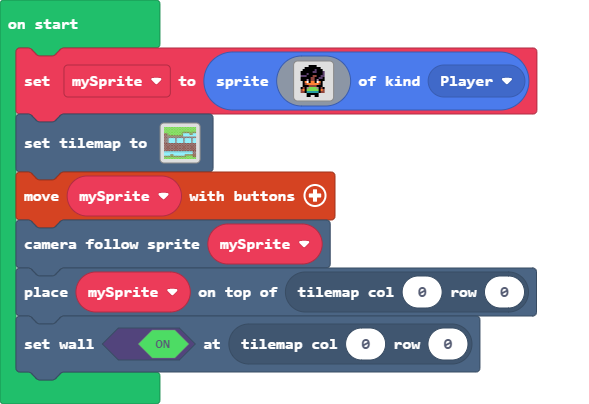 on start
set mySprite to sprite of kind Player
set tilemap to
move mySprite with buttons
camera follow sprite mySprite
place mySprite on top of tilemap col 0 row 0
set wall ON at tilemap col 0 row 0